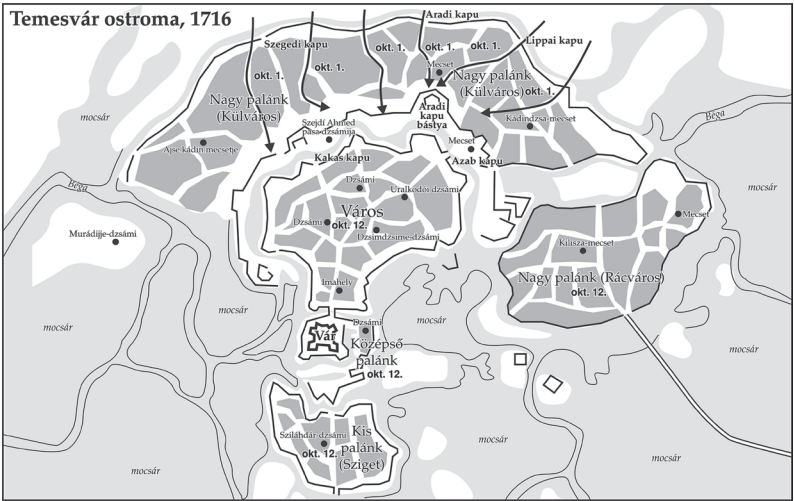 Temesvár ostroma, 1716
Aradi kapu
Szegedi kapu
Lippai kapu
okt. 1.
okt. 1.
okt. 1.
okt. 1.
okt. 1.
okt. 1.
Mecset
Nagy palánk
(Külváros)
Nagy palánk
(Külváros)
Aradi
kapu
bástya
Kádindzsa-mecset
Szejdi Ahmed
pasa-dzsámija
Ajse kádin mecsetje
Mecset
Kakas kapu
Azab kapu
mocsár
Béga
Béga
mocsár
Dzsámi
Uralkodói dzsámi
Város
okt. 12.
Dzsámi
Dzsimdzsime-dzsámi
Imahely
Murádijje-dzsámi
Mecset
Kilisza-mecset
Nagy palánk (Rácváros)
okt. 12.
mocsár
mocsár
mocsár
mocsár
Dzsámi
Vár
Középső
palánk
okt. 12.
Sziláhdár-dzsámi
okt. 12.
Kis
palánk
(Sziget)
mocsár
mocsár
mocsár